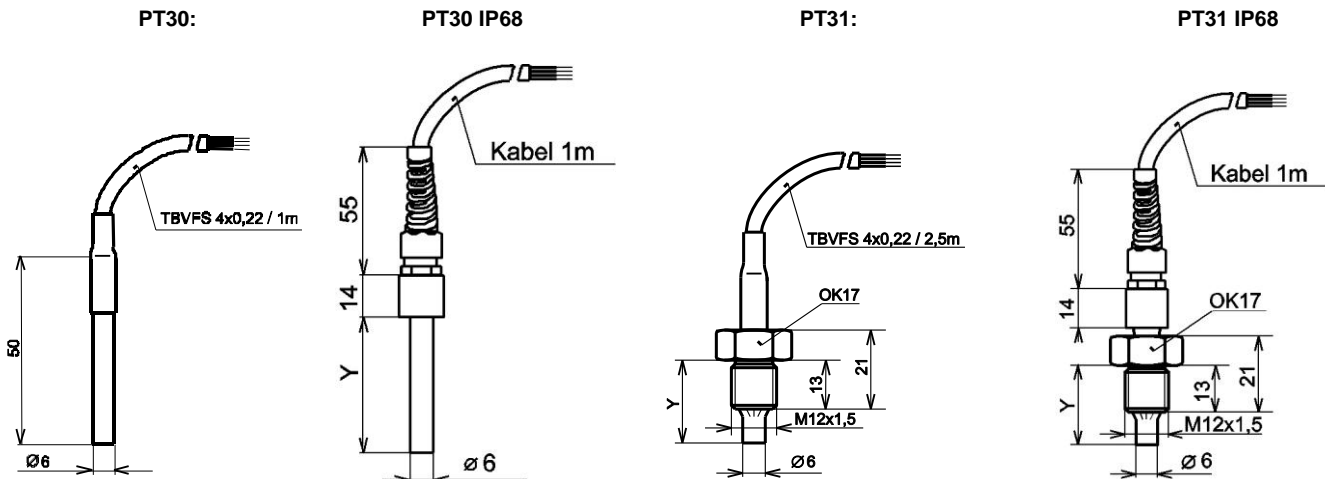 PT30:
PT30 IP68
PT31:
PT31 IP68
TBVFS 4x0,22 / 1m
50
Ø6
Kabel 1m
55
14
Y
Ø 6
TBVFS 4x0,22 / 2,5m
OK17
Y
13
21
M12x1,5
Ø6
Kabel 1m
55
14
OK17
Y
13
21
M12x1,5
Ø 6